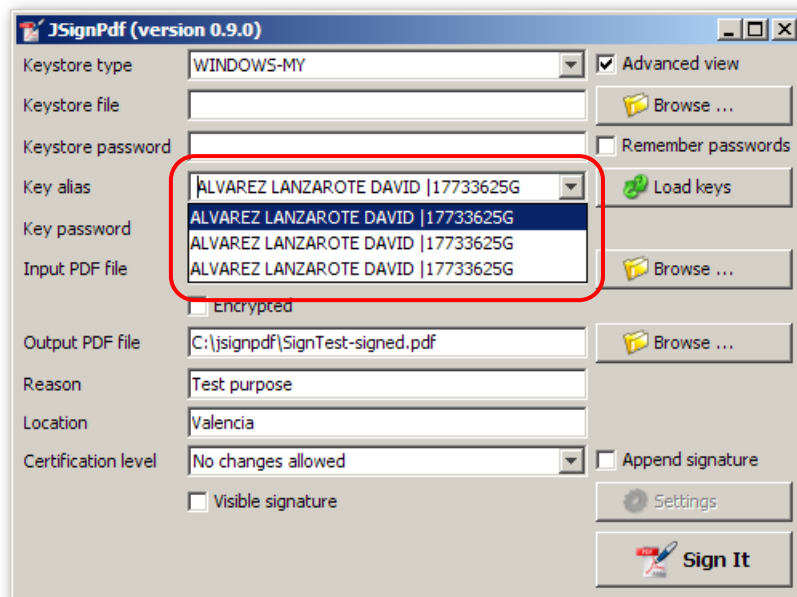 JSignPdf (version 0.9.0)
Keystore type WINDOWS-MY Advanced view
Keystore file Browse ...
Keystore password Remember passwords
Key alias ALVAREZ LANZAROTE DAVID |17733625G Load keys
ALVAREZ LANZAROTE DAVID |17733625G
Key password ALVAREZ LANZAROTE DAVID |17733625G
Input PDF file ALVAREZ LANZAROTE DAVID |17733625G Browse ...
Encrypted
Output PDF file C:\jsignpdf\SignTest-signed.pdf Browse ...
Reason Test purpose
Location Valencia
Certification level No changes allowed Append signature
Visible signature Settings
Sign It